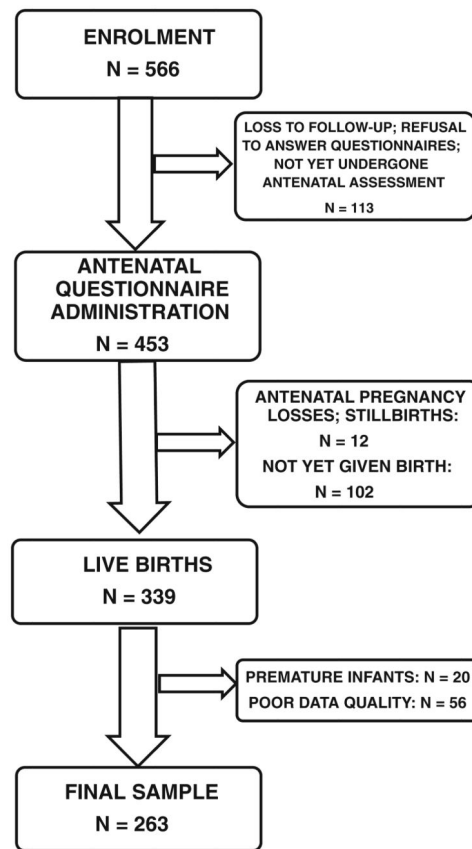 ENROLMENT
N = 566
LOSS TO FOLLOW-UP; REFUSAL
TO ANSWER QUESTIONNAIRES;
NOT YET UNDERGONE
ANTENATAL ASSESSMENT
N = 113
ANTENATAL
QUESTIONNAIRE
ADMINISTRATION
N = 453
ANTENATAL PREGNANCY
LOSSES; STILLBIRTHS:
N = 12
NOT YET GIVEN BIRTH:
N = 102
LIVE BIRTHS
N = 339
PREMATURE INFANTS: N = 20
POOR DATA QUALITY: N = 56
FINAL SAMPLE
N = 263